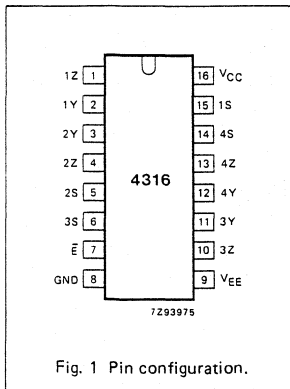 1Z 1 16 VCC
1Y 2 15 1S
2Y 3 14 4S
2Z 4 13 4Z
4316
2S 5 12 4Y
3S 6 11 3Y
E̅ 7 10 3Z
GND 8 9 VEE
7Z93975
Fig. 1 Pin configuration.